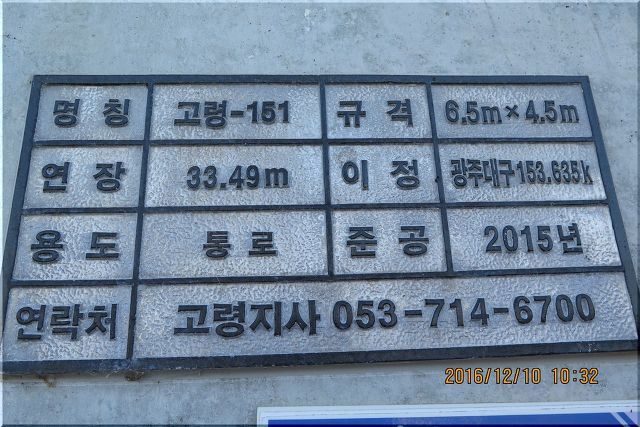 명칭 고령-151 규격 6.5m×4.5m
연장 33.49m 이정 광주대구153.635k
용도 통로 준공 2015년
연락처 고령지사 053-714-6700
2016/12/10 10:32